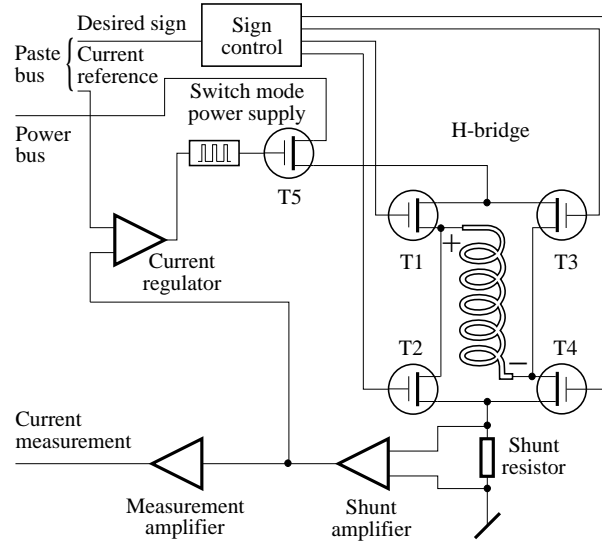 Desired sign
Paste
bus
Current
reference
Sign
control
Switch mode
power supply
Power
bus
H-bridge
T5
T1
+
T3
Current
regulator
T2
−
T4
Current
measurement
Shunt
resistor
Measurement
amplifier
Shunt
amplifier